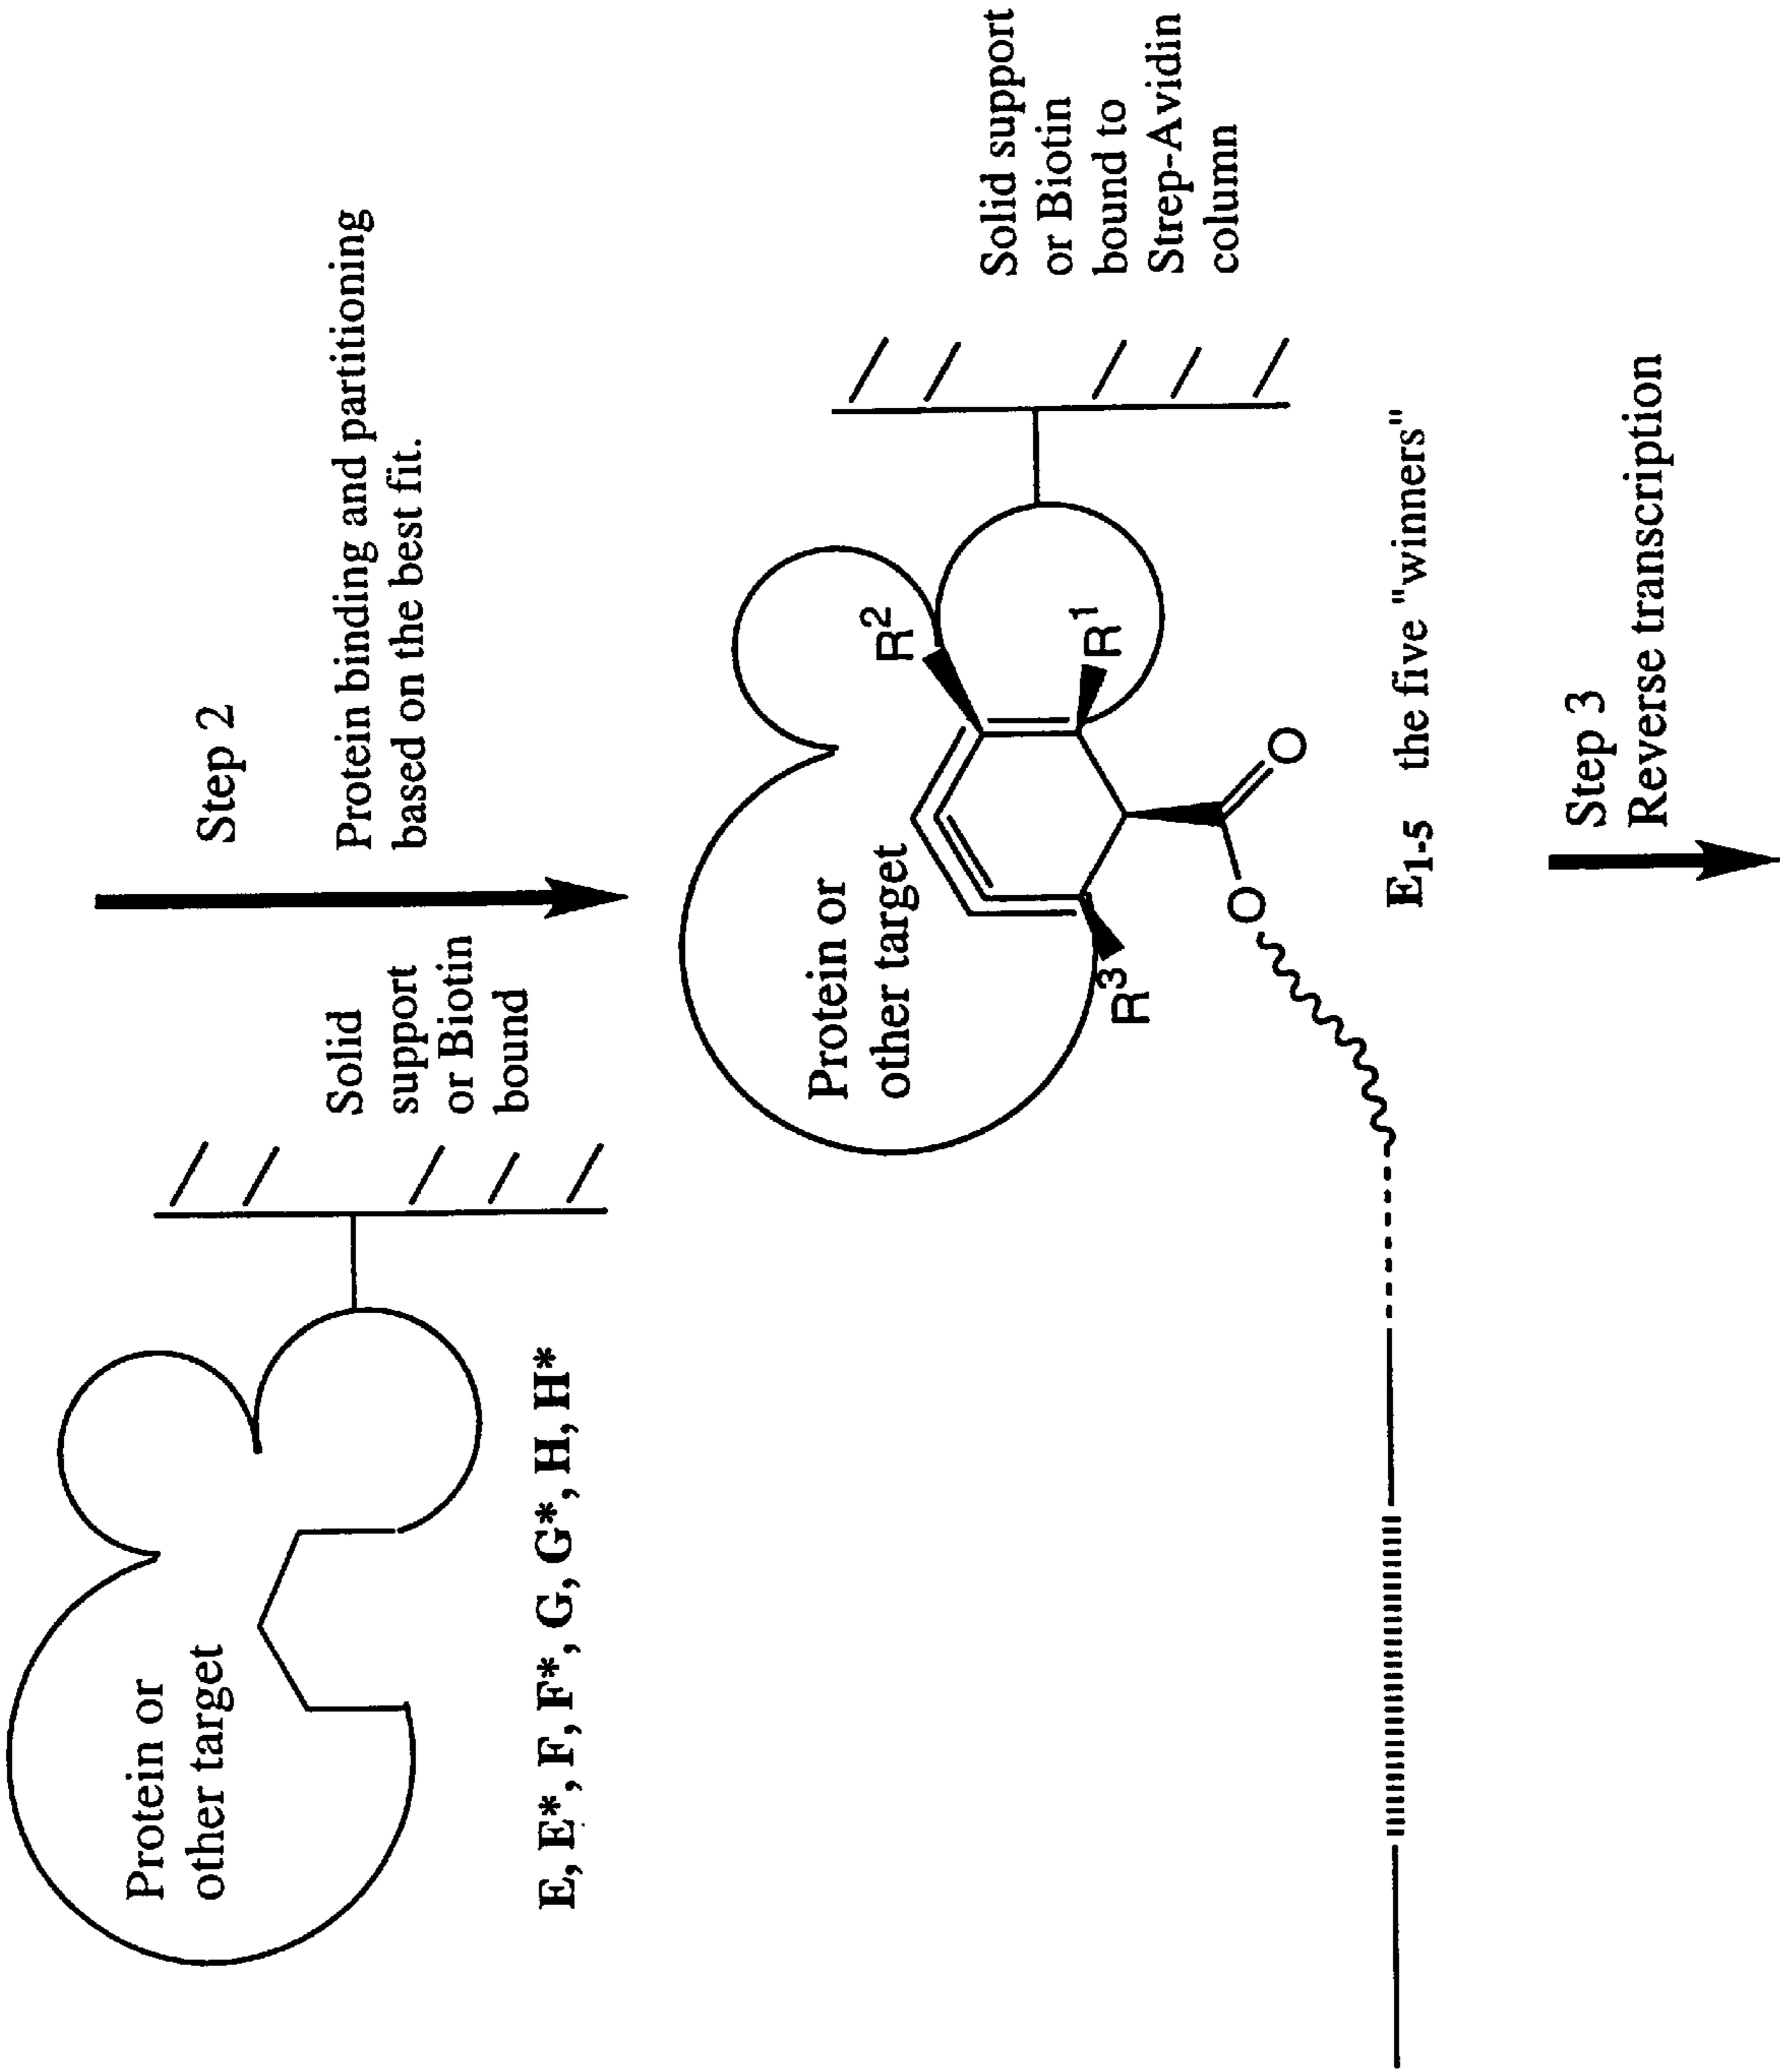 Protein or
other target
Solid
support
or Biotin
bound
E, E*, F, F*, G, G*, H, H*
Step 2
Protein binding and partitioning
based on the best fit.
Protein or
other target
R2
R1
R3
O
O
Solid support
or Biotin
bound to
Strep-Avidin
column
E1-5 the five "winners"
Step 3
Reverse transcription